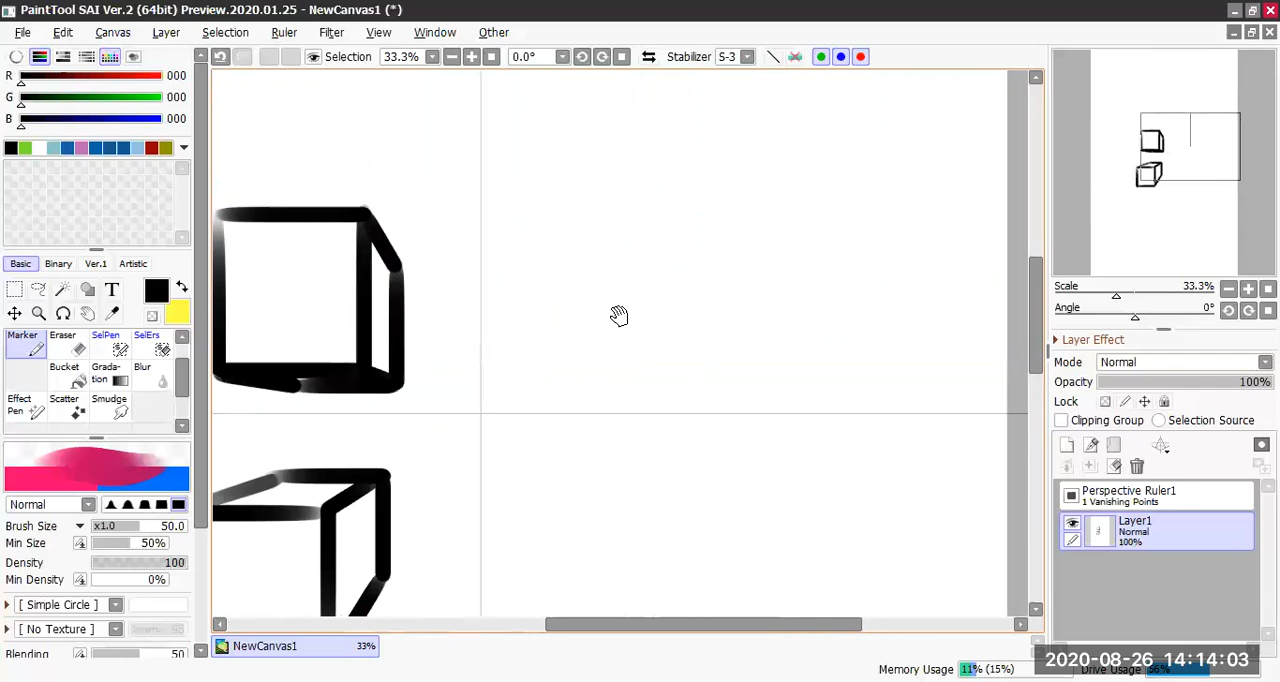 PaintTool SAI Ver.2 (64bit) Preview.2020.01.25 - NewCanvas1 (*)
File Edit Canvas Layer Selection Ruler Filter View Window Other
Selection 33.3% 0.0° Stabilizer S-3
R 000
G 000
B 000
Basic Binary Ver.1 Artistic
T
Marker Eraser SelPen SelErs
Bucket Grada-tion Blur
Effect Pen Scatter Smudge
Normal
Brush Size x1.0 50.0
Min Size 50%
Density 100
Min Density 0%
[ Simple Circle ]
[ No Texture ]
Blending 50
NewCanvas1 33%
Scale 33.3%
Angle 0°
Layer Effect
Mode Normal
Opacity 100%
Lock
Clipping Group Selection Source
Perspective Ruler1
1 Vanishing Points
Layer1
Normal
100%
Memory Usage 11% (15%) Drive Usage 56%
2020-08-26 14:14:03